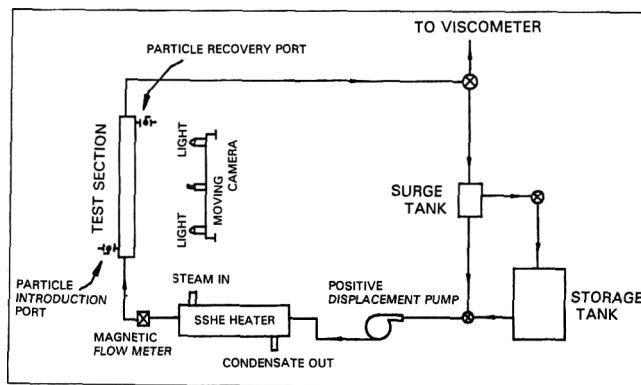 TO VISCOMETER
PARTICLE RECOVERY PORT
TEST SECTION
LIGHT
MOVING
CAMERA
LIGHT
SURGE
TANK
PARTICLE
INTRODUCTION
PORT
STEAM IN
POSITIVE
DISPLACEMENT PUMP
STORAGE
TANK
SSHE HEATER
MAGNETIC
FLOW METER
CONDENSATE OUT